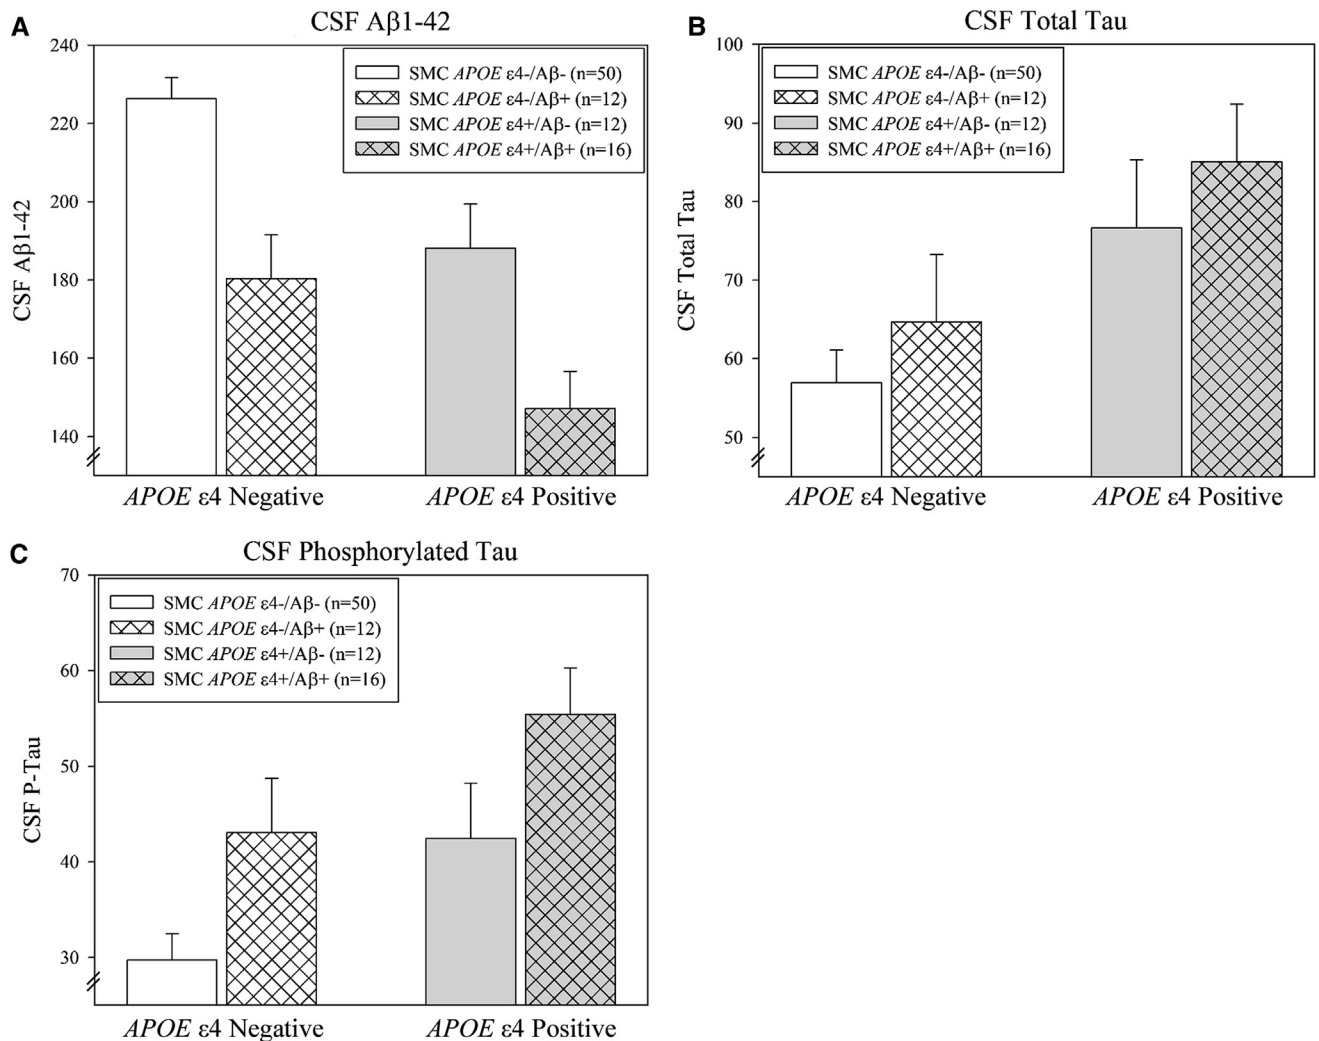 A
CSF Aβ1-42
240
220
200
180
160
140
CSF Aβ1-42
SMC APOE ε4-/Aβ- (n=50)
SMC APOE ε4-/Aβ+ (n=12)
SMC APOE ε4+/Aβ- (n=12)
SMC APOE ε4+/Aβ+ (n=16)
APOE ε4 Negative
APOE ε4 Positive
B
CSF Total Tau
100
90
80
70
60
50
CSF Total Tau
SMC APOE ε4-/Aβ- (n=50)
SMC APOE ε4-/Aβ+ (n=12)
SMC APOE ε4+/Aβ- (n=12)
SMC APOE ε4+/Aβ+ (n=16)
APOE ε4 Negative
APOE ε4 Positive
C
CSF Phosphorylated Tau
70
60
50
40
30
CSF P-Tau
SMC APOE ε4-/Aβ- (n=50)
SMC APOE ε4-/Aβ+ (n=12)
SMC APOE ε4+/Aβ- (n=12)
SMC APOE ε4+/Aβ+ (n=16)
APOE ε4 Negative
APOE ε4 Positive